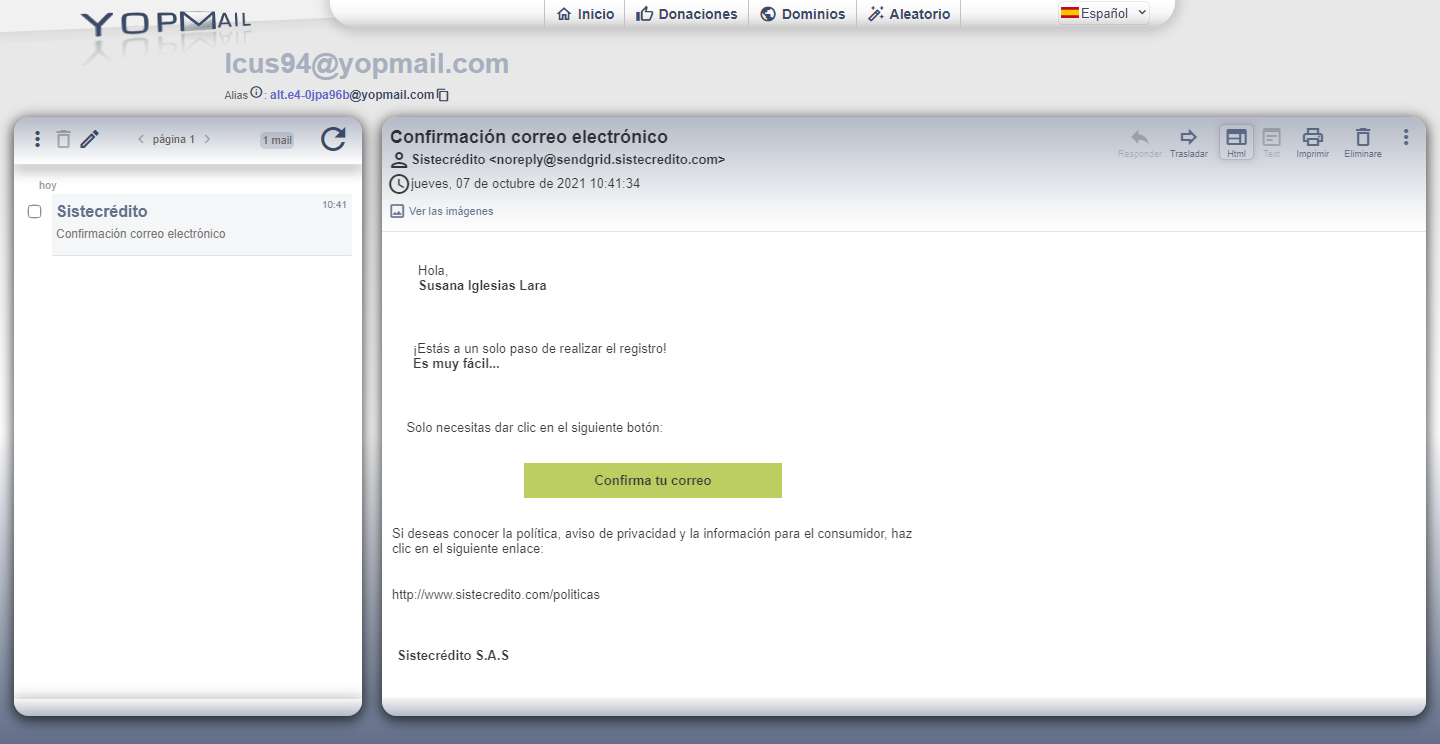 YOPMAIL
Inicio Donaciones Dominios Aleatorio Español
lcus94@yopmail.com
Alias : alt.e4-0jpa96b@yopmail.com
página 1 1 mail
hoy
Sistecrédito 10:41
Confirmación correo electrónico
Confirmación correo electrónico
Sistecrédito <noreply@sendgrid.sistecredito.com>
jueves, 07 de octubre de 2021 10:41:34
Ver las imágenes
Responder Trasladar Html Text Imprimir Eliminare
Hola,
Susana Iglesias Lara
¡Estás a un solo paso de realizar el registro!
Es muy fácil...
Solo necesitas dar clic en el siguiente botón:
Confirma tu correo
Si deseas conocer la política, aviso de privacidad y la información para el consumidor, haz
clic en el siguiente enlace:
http://www.sistecredito.com/politicas
Sistecrédito S.A.S